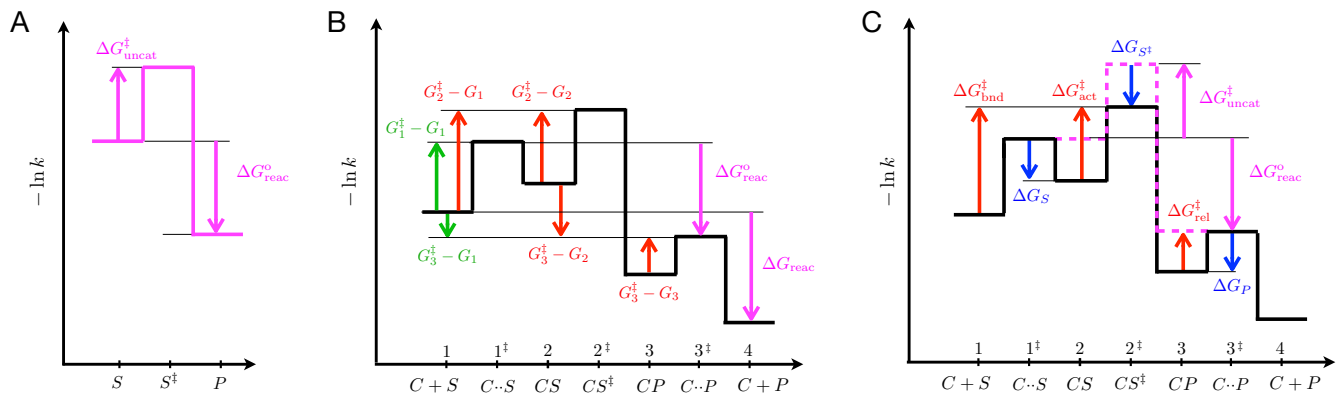 A
ΔG‡uncat
ΔG°reac
− ln k
S
S‡
P
B
G‡2 − G1
G‡2 − G2
G‡1 − G1
ΔG°reac
G‡3 − G1
G‡3 − G2
G‡3 − G3
ΔGreac
− ln k
1 1‡ 2 2‡ 3 3‡ 4
C + S C··S CS CS‡ CP C··P C + P
C
ΔGS‡
ΔG‡bnd
ΔG‡act
ΔG‡uncat
ΔG°reac
ΔGS
ΔG‡rel
ΔGP
− ln k
1 1‡ 2 2‡ 3 3‡ 4
C + S C··S CS CS‡ CP C··P C + P